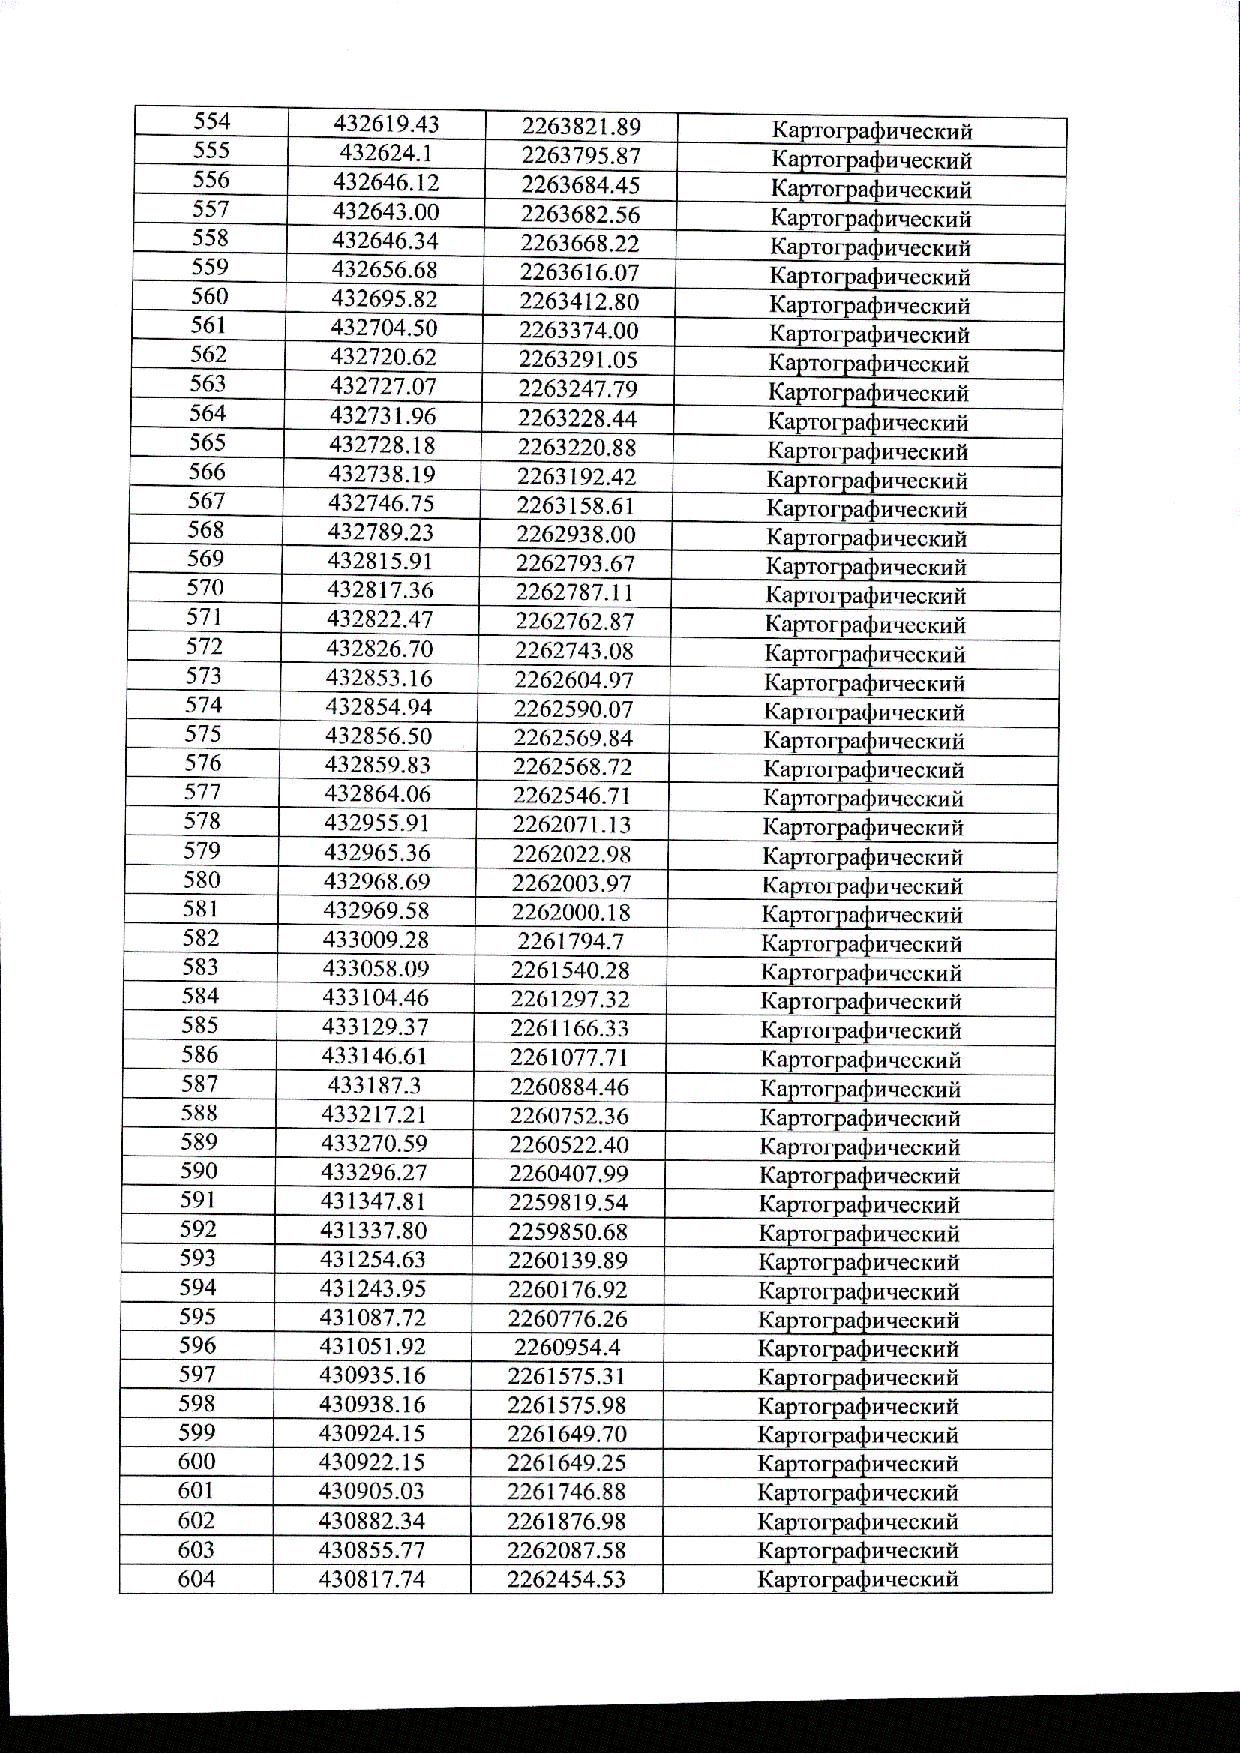 554 432619.43 2263821.89 Картографический
555 432624.1 2263795.87 Картографический
556 432646.12 2263684.45 Картографический
557 432643.00 2263682.56 Картографический
558 432646.34 2263668.22 Картографический
559 432656.68 2263616.07 Картографический
560 432695.82 2263412.80 Картографический
561 432704.50 2263374.00 Картографический
562 432720.62 2263291.05 Картографический
563 432727.07 2263247.79 Картографический
564 432731.96 2263228.44 Картографический
565 432728.18 2263220.88 Картографический
566 432738.19 2263192.42 Картографический
567 432746.75 2263158.61 Картографический
568 432789.23 2262938.00 Картографический
569 432815.91 2262793.67 Картографический
570 432817.36 2262787.11 Картографический
571 432822.47 2262762.87 Картографический
572 432826.70 2262743.08 Картографический
573 432853.16 2262604.97 Картографический
574 432854.94 2262590.07 Картографический
575 432856.50 2262569.84 Картографический
576 432859.83 2262568.72 Картографический
577 432864.06 2262546.71 Картографический
578 432955.91 2262071.13 Картографический
579 432965.36 2262022.98 Картографический
580 432968.69 2262003.97 Картографический
581 432969.58 2262000.18 Картографический
582 433009.28 2261794.7 Картографический
583 433058.09 2261540.28 Картографический
584 433104.46 2261297.32 Картографический
585 433129.37 2261166.33 Картографический
586 433146.61 2261077.71 Картографический
587 433187.3 2260884.46 Картографический
588 433217.21 2260752.36 Картографический
589 433270.59 2260522.40 Картографический
590 433296.27 2260407.99 Картографический
591 431347.81 2259819.54 Картографический
592 431337.80 2259850.68 Картографический
593 431254.63 2260139.89 Картографический
594 431243.95 2260176.92 Картографический
595 431087.72 2260776.26 Картографический
596 431051.92 2260954.4 Картографический
597 430935.16 2261575.31 Картографический
598 430938.16 2261575.98 Картографический
599 430924.15 2261649.70 Картографический
600 430922.15 2261649.25 Картографический
601 430905.03 2261746.88 Картографический
602 430882.34 2261876.98 Картографический
603 430855.77 2262087.58 Картографический
604 430817.74 2262454.53 Картографический